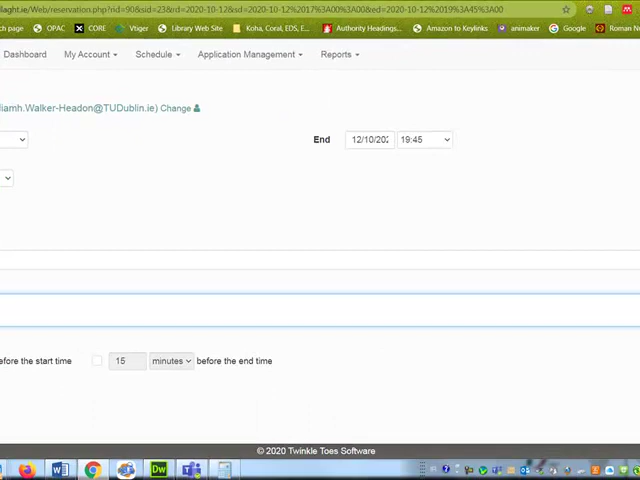 llaght.ie/Web/reservation.php?rid=90&sid=23&rd=2020-10-12&sd=2020-10-12%2017%3A00%3A00&ed=2020-10-12%2019%3A45%3A00
ch page OPAC CORE Vtiger Library Web Site Koha, Coral, EDS, E... Authority Headings... Amazon to Keylinks animaker Google Roman Nu
Dashboard My Account Schedule Application Management Reports
iamh.Walker-Headon@TUDublin.ie) Change
End 12/10/202 19:45
efore the start time 15 minutes before the end time
© 2020 Twinkle Toes Software